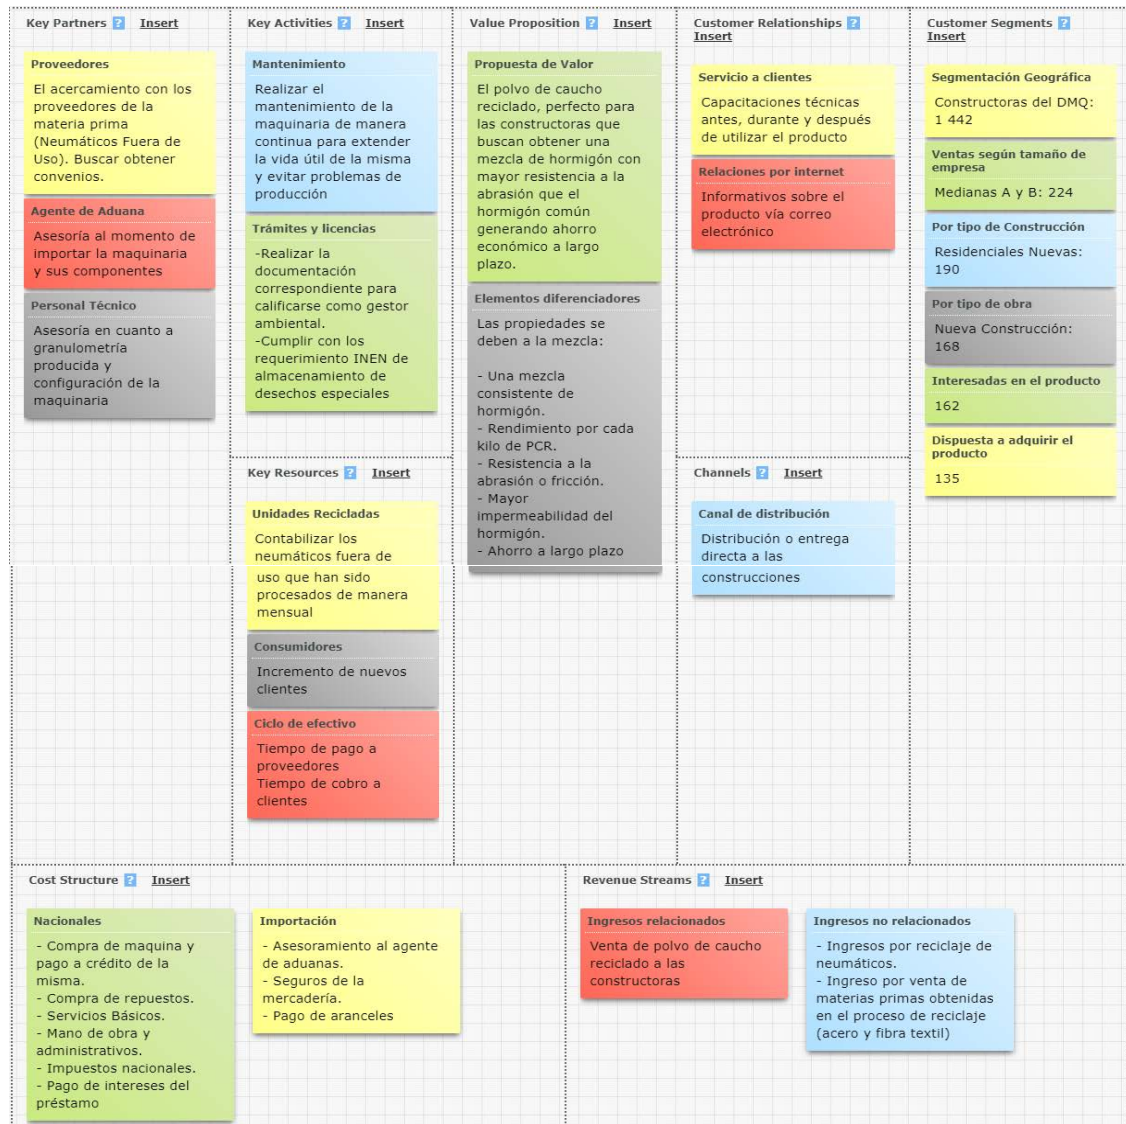 Key Partners ? Insert
Proveedores
El acercamiento con los
proveedores de la
materia prima
(Neumáticos Fuera de
Uso). Buscar obtener
convenios.
Agente de Aduana
Asesoría al momento de
importar la maquinaria
y sus componentes
Personal Técnico
Asesoría en cuanto a
granulometría
producida y
configuración de la
maquinaria
Key Activities ? Insert
Mantenimiento
Realizar el
mantenimiento de la
maquinaria de manera
continua para extender
la vida útil de la misma
y evitar problemas de
producción
Trámites y licencias
-Realizar la
documentación
correspondiente para
calificarse como gestor
ambiental.
-Cumplir con los
requerimiento INEN de
almacenamiento de
desechos especiales
Key Resources ? Insert
Unidades Recicladas
Contabilizar los
neumáticos fuera de
uso que han sido
procesados de manera
mensual
Consumidores
Incremento de nuevos
clientes
Ciclo de efectivo
Tiempo de pago a
proveedores
Tiempo de cobro a
clientes
Value Proposition ? Insert
Propuesta de Valor
El polvo de caucho
reciclado, perfecto para
las constructoras que
buscan obtener una
mezcla de hormigón con
mayor resistencia a la
abrasión que el
hormigón común
generando ahorro
económico a largo
plazo.
Elementos diferenciadores
Las propiedades se
deben a la mezcla:
- Una mezcla
consistente de
hormigón.
- Rendimiento por cada
kilo de PCR.
- Resistencia a la
abrasión o fricción.
- Mayor
impermeabilidad del
hormigón.
- Ahorro a largo plazo
Customer Relationships ?
Insert
Servicio a clientes
Capacitaciones técnicas
antes, durante y después
de utilizar el producto
Relaciones por internet
Informativos sobre el
producto vía correo
electrónico
Channels ? Insert
Canal de distribución
Distribución o entrega
directa a las
construcciones
Customer Segments ?
Insert
Segmentación Geográfica
Constructoras del DMQ:
1 442
Ventas según tamaño de
empresa
Medianas A y B: 224
Por tipo de Construcción
Residenciales Nuevas:
190
Por tipo de obra
Nueva Construcción:
168
Interesadas en el producto
162
Dispuesta a adquirir el
producto
135
Cost Structure ? Insert
Nacionales
- Compra de maquina y
pago a crédito de la
misma.
- Compra de repuestos.
- Servicios Básicos.
- Mano de obra y
administrativos.
- Impuestos nacionales.
- Pago de intereses del
préstamo
Importación
- Asesoramiento al agente
de aduanas.
- Seguros de la
mercadería.
- Pago de aranceles
Revenue Streams ? Insert
Ingresos relacionados
Venta de polvo de caucho
reciclado a las
constructoras
Ingresos no relacionados
- Ingresos por reciclaje de
neumáticos.
- Ingreso por venta de
materias primas obtenidas
en el proceso de reciclaje
(acero y fibra textil)